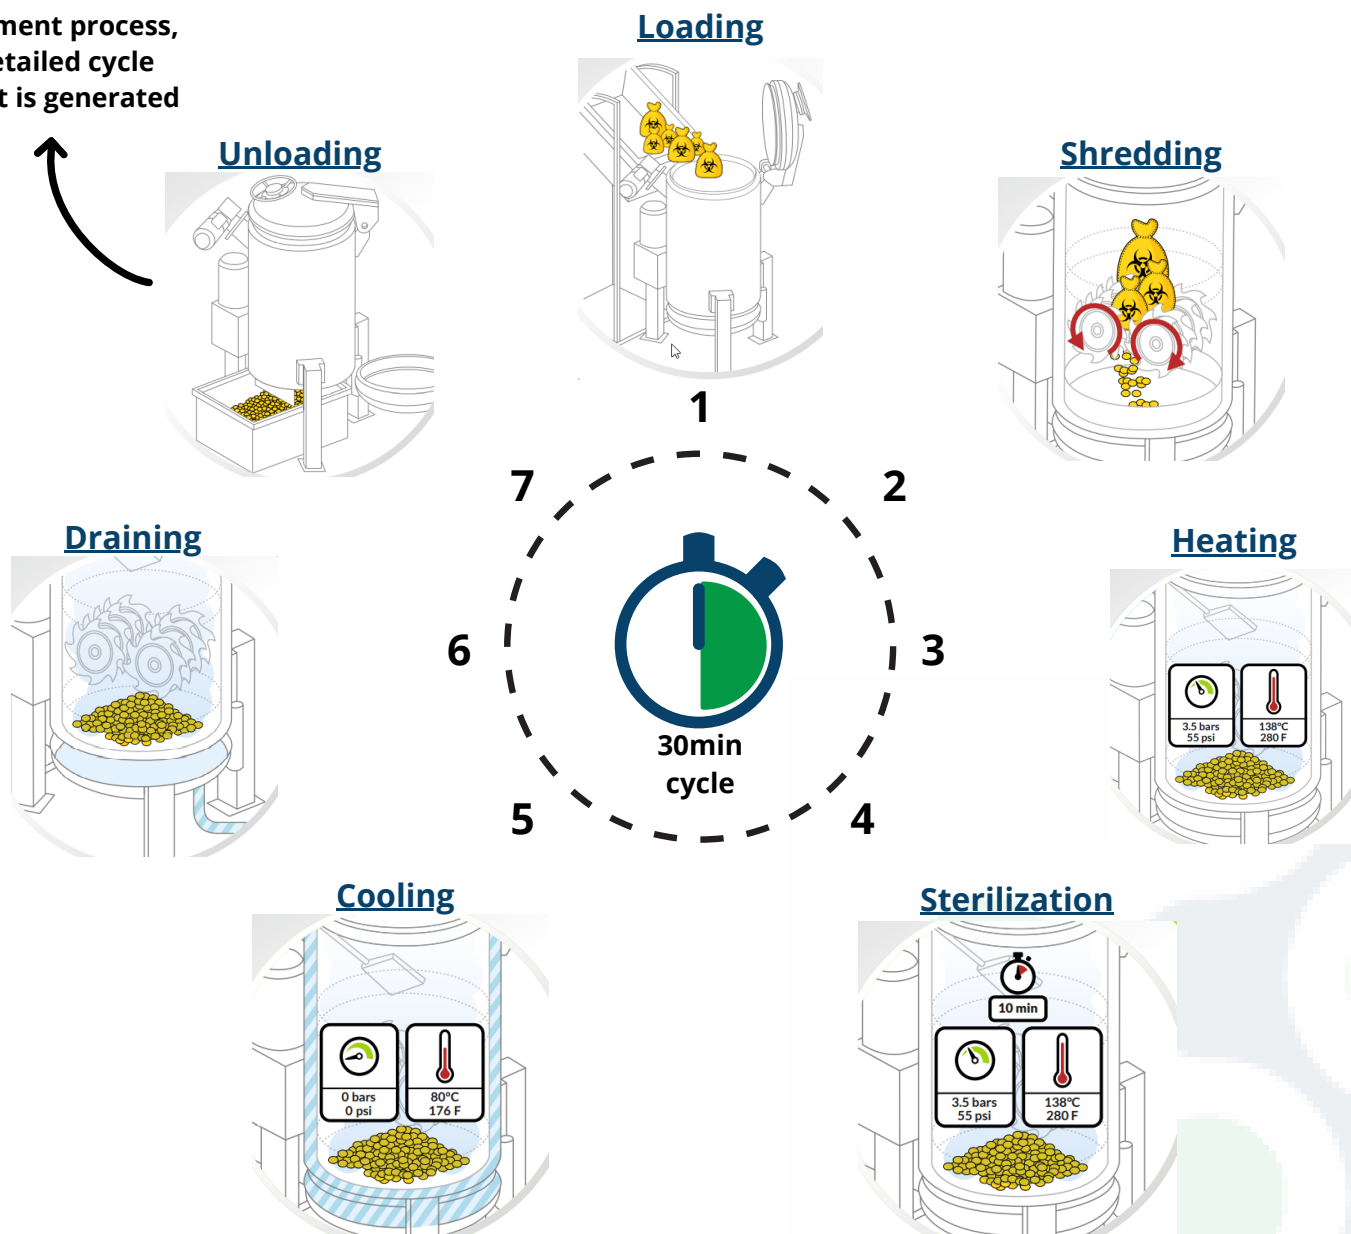 ment process,
etailed cycle
t is generated
Loading
Unloading
Shredding
1
7
2
Draining
Heating
6
3
3.5 bars
55 psi
138°C
280 F
30min
cycle
5
4
Cooling
Sterilization
10 min
0 bars
0 psi
80°C
176 F
3.5 bars
55 psi
138°C
280 F